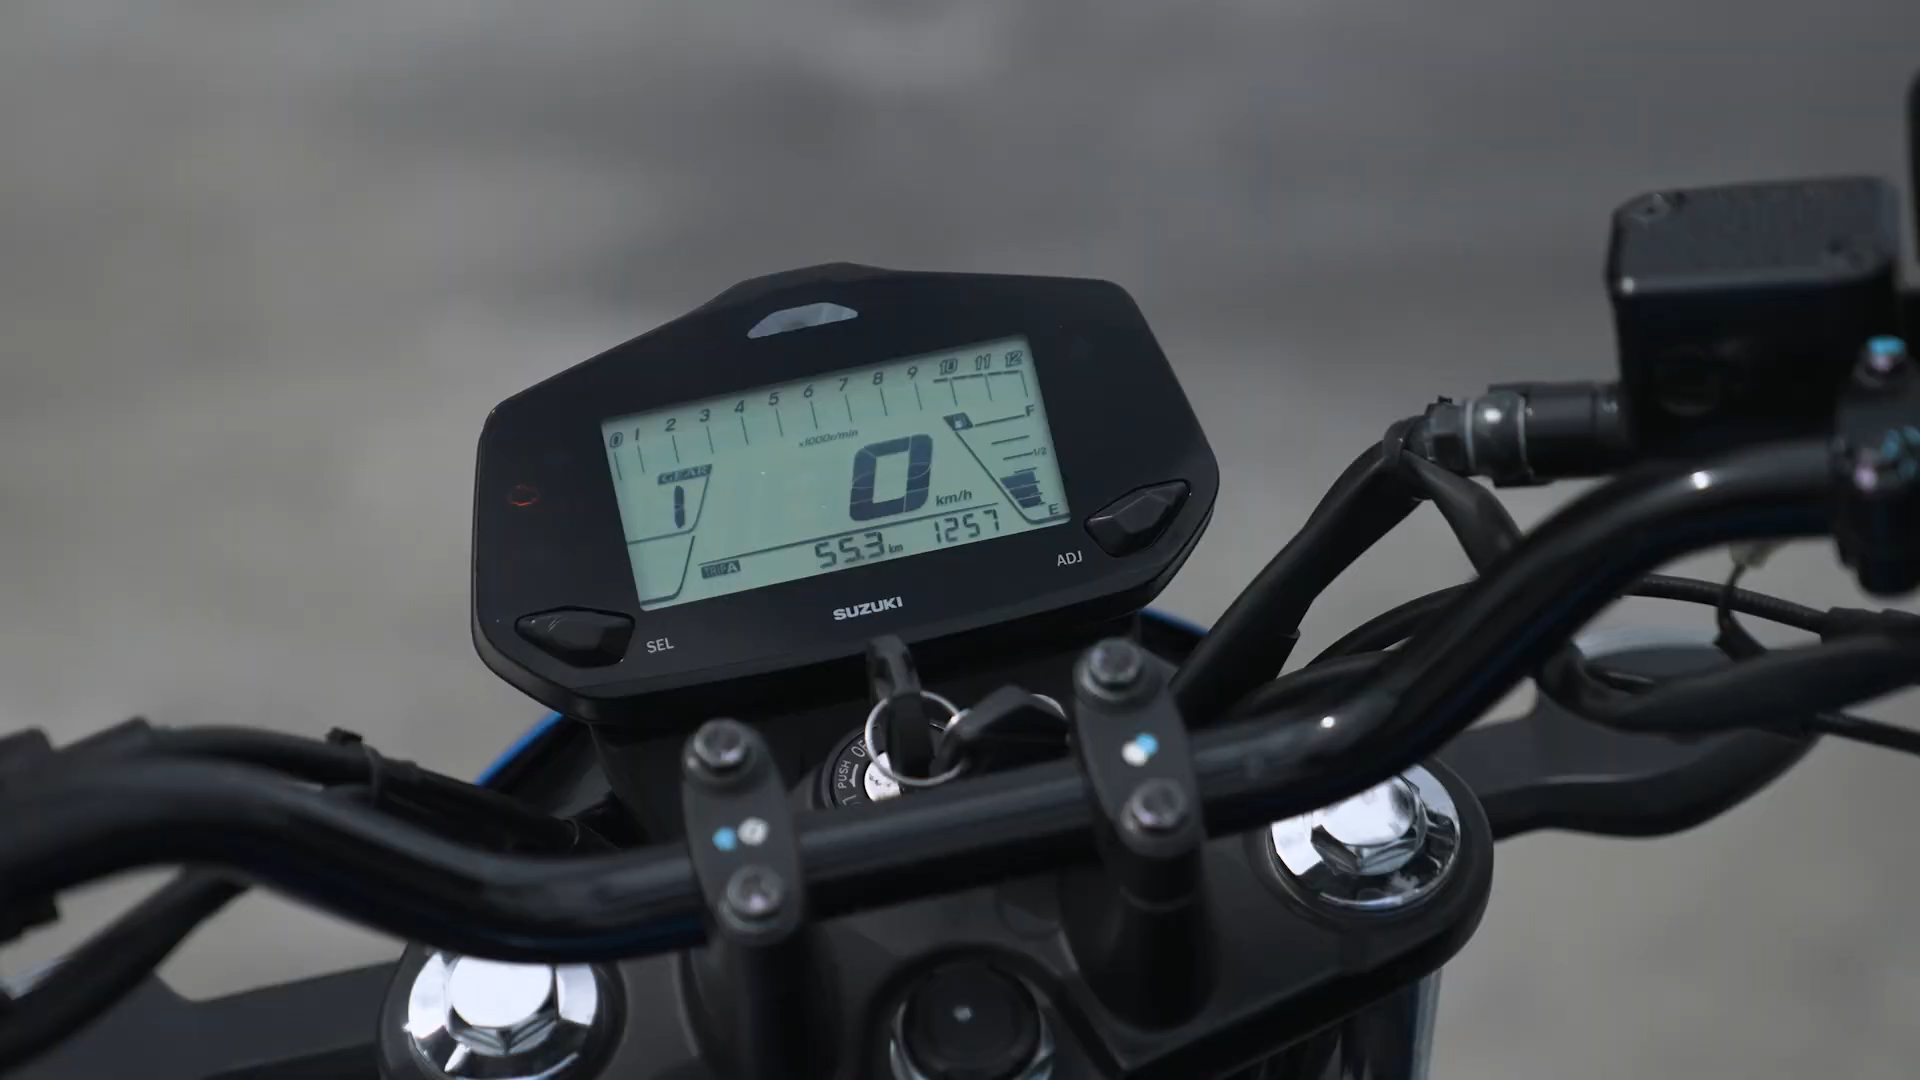 0 1 2 3 4 5 6 7 8 9 10 11 12
x1000r/min
F
GEAR
1/2
1
0
km/h
E
TRIP A 55.3 km 1257
ADJ
SUZUKI
SEL
PUSH